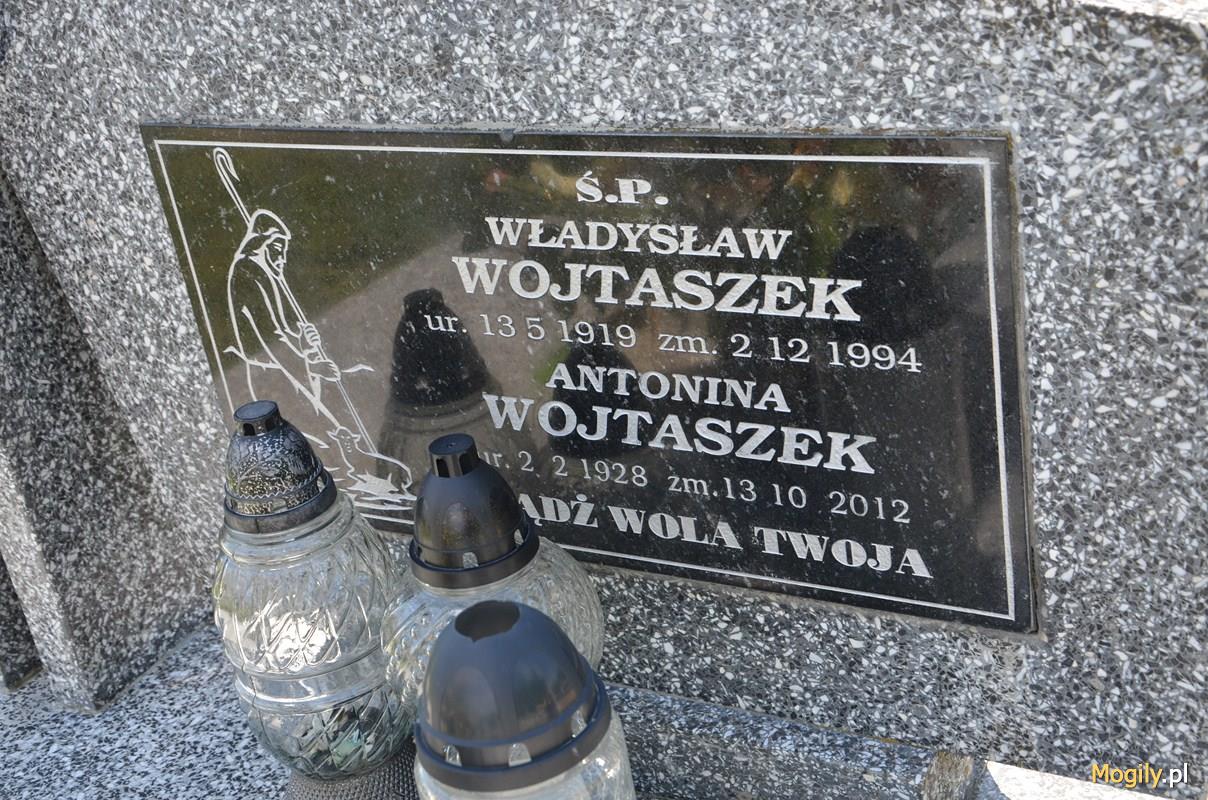 Ś.P.
WŁADYSŁAW
WOJTASZEK
ur. 13 5 1919 zm. 2 12 1994
ANTONINA
WOJTASZEK
ur. 2 2 1928 zm. 13 10 2012
WOLA TWOJA
Mogily.pl